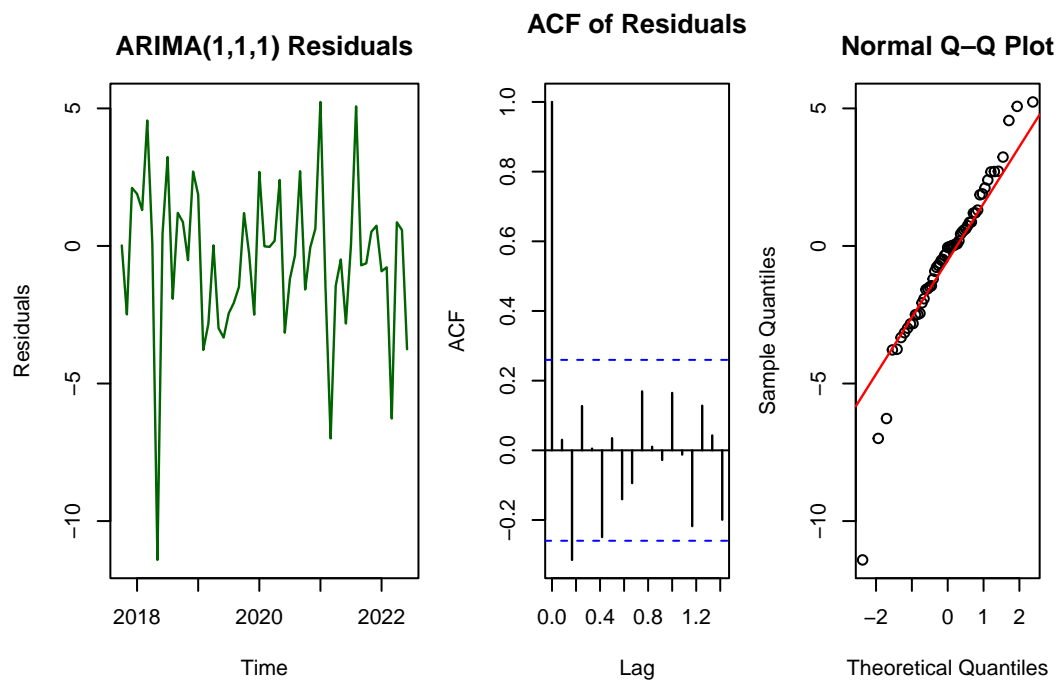 ARIMA(1,1,1) Residuals
Residuals
5
0
−5
−10
2018 2020 2022
Time
ACF of Residuals
ACF
1.0
0.8
0.6
0.4
0.2
0.0
−0.2
0.0 0.4 0.8 1.2
Lag
Normal Q−Q Plot
Sample Quantiles
5
0
−5
−10
−2 0 1 2
Theoretical Quantiles